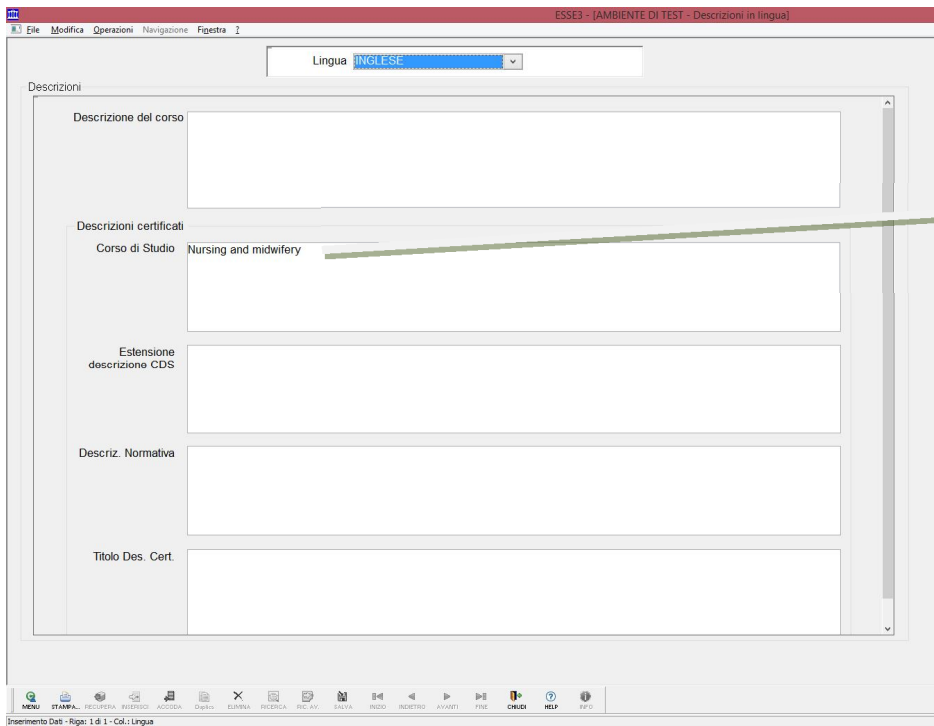 ESSE3 - [AMBIENTE DI TEST - Descrizioni in lingua]
File Modifica Operazioni Navigazione Finestra ?
Lingua INGLESE
Descrizioni
Descrizione del corso
Descrizioni certificati
Corso di Studio Nursing and midwifery
Estensione
descrizione CDS
Descriz. Normativa
Titolo Des. Cert.
MENU STAMPA... RECUPERA INSERISCI ACCODA Duplica ELIMINA RICERCA RIC. AV. SALVA INIZIO INDIETRO AVANTI FINE CHIUDI HELP INFO
Inserimento Dati - Riga: 1 di 1 - Col.: Lingua